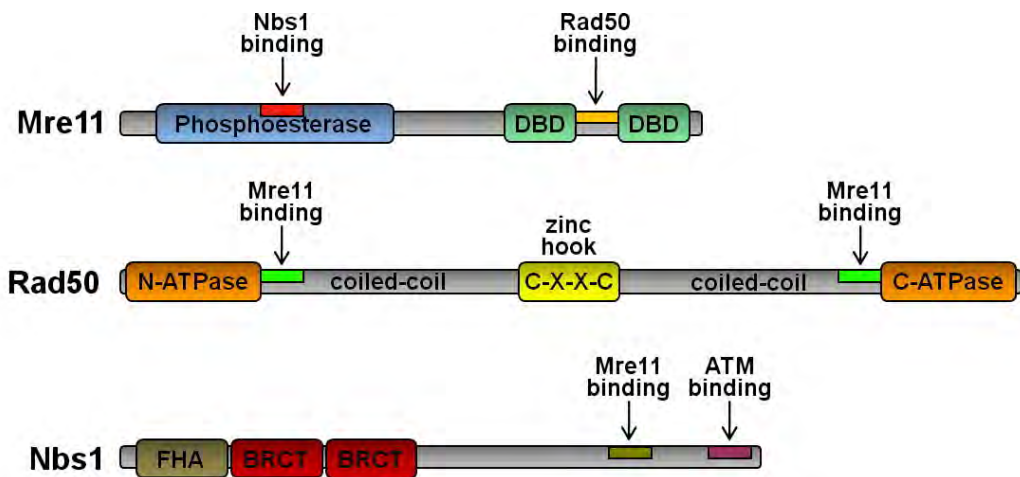 Nbs1
binding
Rad50
binding
Mre11
Phosphoesterase
DBD
DBD
Mre11
binding
zinc
hook
Mre11
binding
Rad50
N-ATPase
coiled-coil
C-X-X-C
coiled-coil
C-ATPase
Mre11
binding
ATM
binding
Nbs1
FHA
BRCT
BRCT